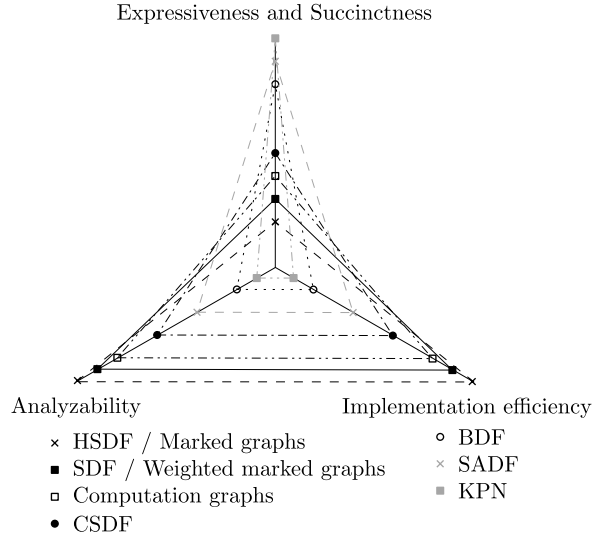 Expressiveness and Succinctness
Analyzability
Implementation efficiency
HSDF / Marked graphs
SDF / Weighted marked graphs
Computation graphs
CSDF
BDF
SADF
KPN